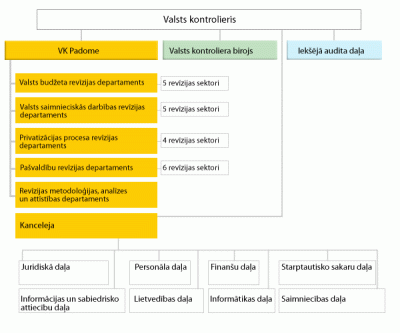 Valsts kontrolieris
VK Padome
Valsts kontroliera birojs
Iekšējā audita daļa
Valsts budžeta revīzijas departaments
5 revīzijas sektori
Valsts saimnieciskās darbības revīzijas
departaments
5 revīzijas sektori
Privatizācijas procesa revīzijas
departaments
4 revīzijas sektori
Pašvaldību revīzijas departaments
6 revīzijas sektori
Revīzijas metodoloģijas, analīzes
un attīstības departaments
Kanceleja
Juridiskā daļa
Personāla daļa
Finanšu daļa
Starptautisko sakaru daļa
Informācijas un sabiedrisko
attiecību daļa
Lietvedības daļa
Informātikas daļa
Saimniecības daļa